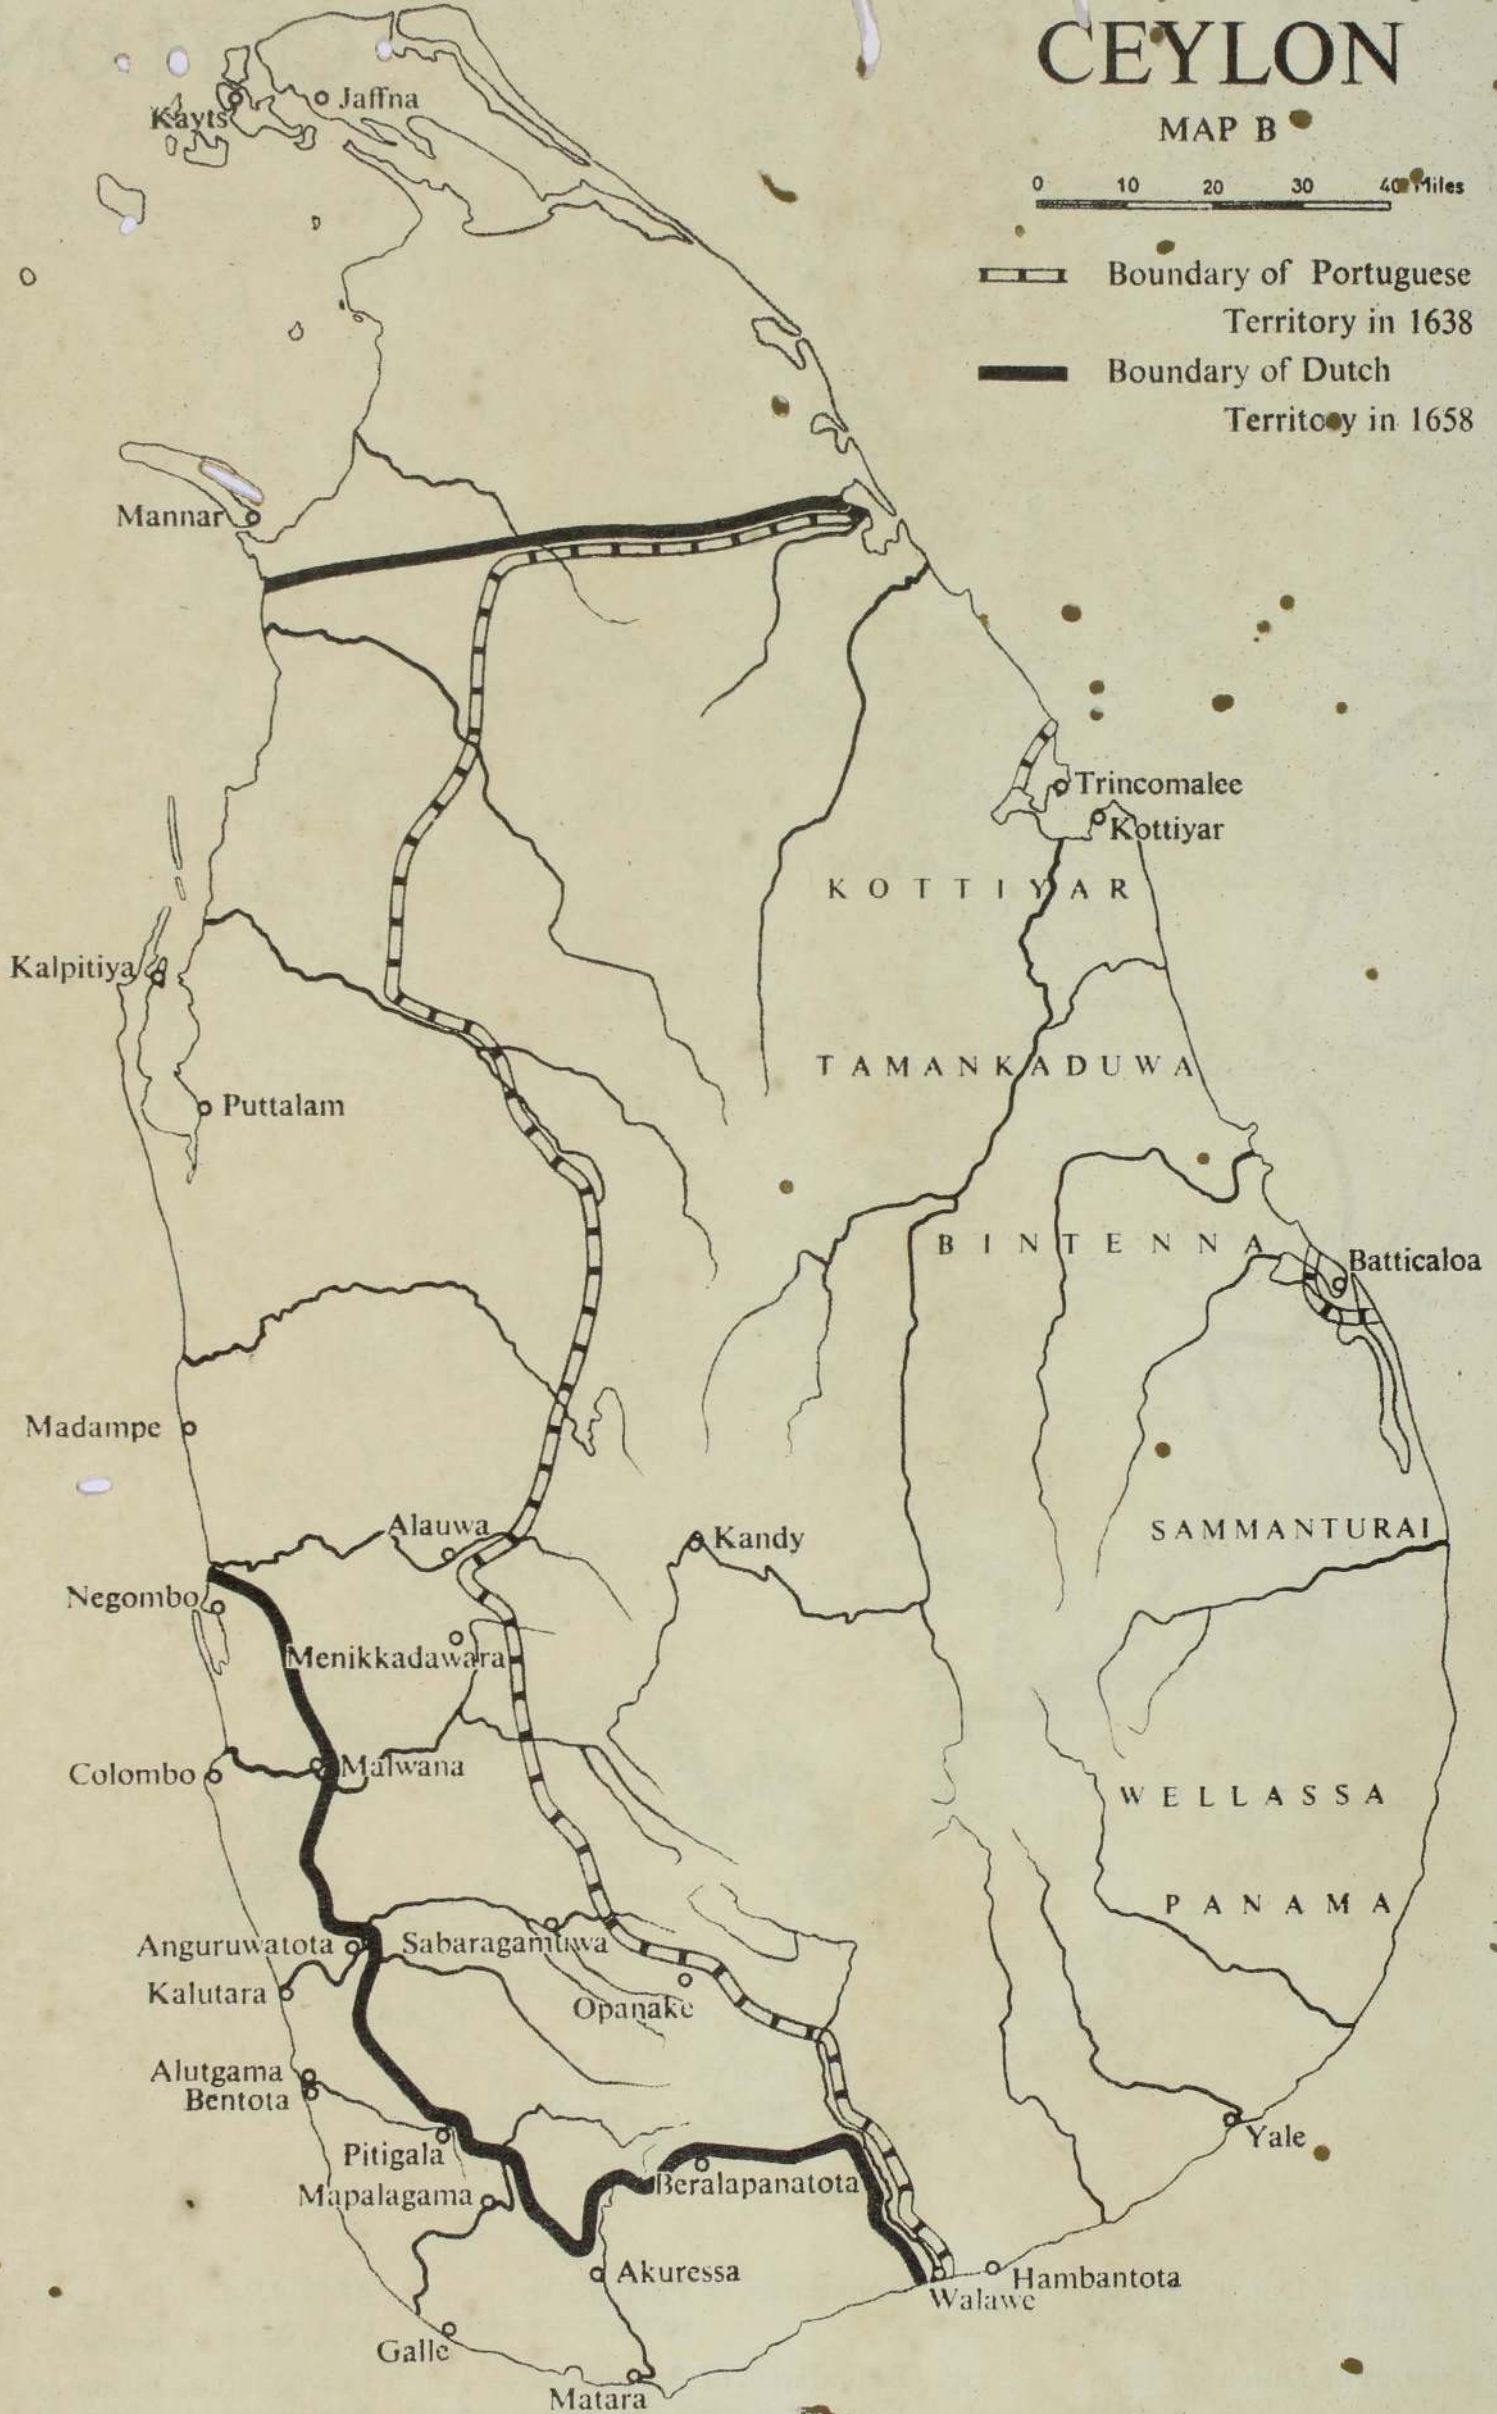 CEYLON
MAP B
0 10 20 30 40 Miles
Boundary of Portuguese
Territory in 1638
Boundary of Dutch
Territory in 1658
Jaffna
Kayts
Mannar
Trincomalee
Kottiyar
KOTTIYAR
Kalpitiya
TAMANKADUWA
Puttalam
BINTENNA
Batticaloa
Madampe
Alauwa
Kandy
SAMMANTURAI
Negombo
Menikkadawara
Colombo
Malwana
WELLASSA
PANAMA
Anguruwatota
Sabaragamuwa
Kalutara
Opanake
Alutgama
Bentota
Yale
Pitigala
Beralapanatota
Mapalagama
Akuressa
Hambantota
Walawe
Galle
Matara